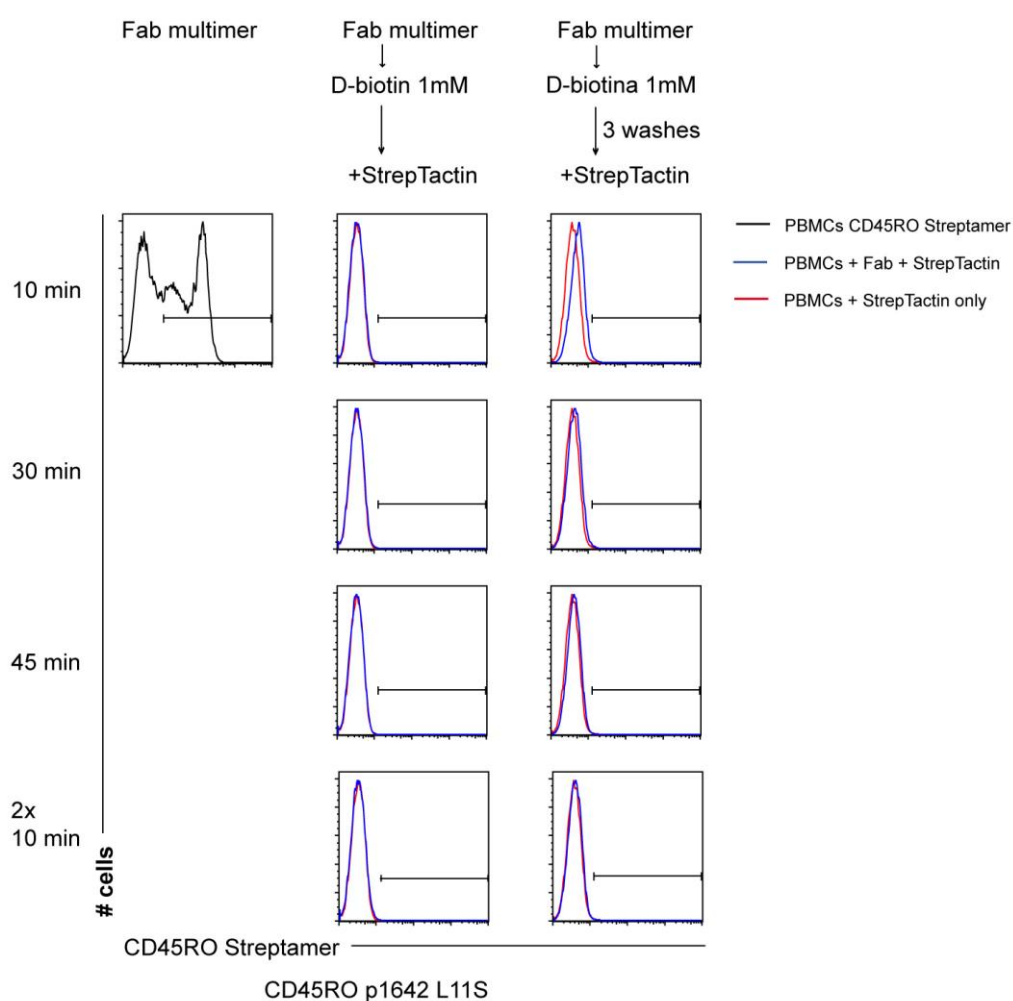 Fab multimer
Fab multimer
D-biotin 1mM
+StrepTactin
Fab multimer
D-biotina 1mM
3 washes
+StrepTactin
PBMCs CD45RO Streptamer
PBMCs + Fab + StrepTactin
PBMCs + StrepTactin only
10 min
30 min
45 min
2x
10 min
# cells
CD45RO Streptamer
CD45RO p1642 L11S